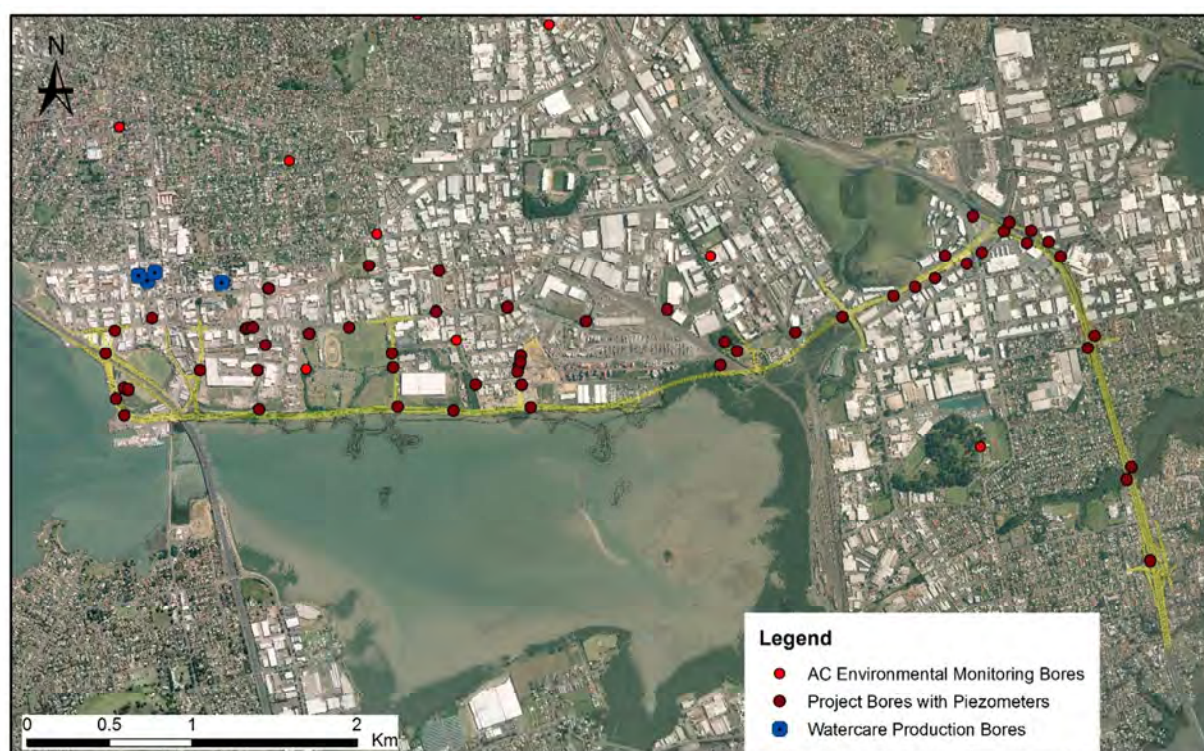 N
Legend
AC Environmental Monitoring Bores
Project Bores with Piezometers
Watercare Production Bores
0 0.5 1 2
Km